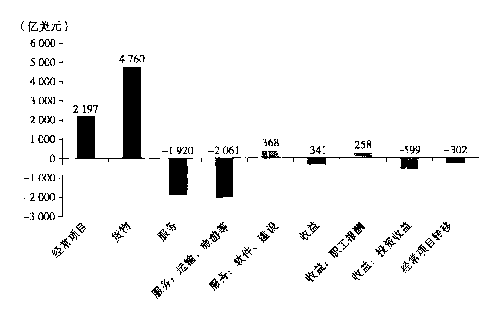 (亿美元)
6 000
5 000
4 000
3 000
2 000
1 000
0
-1 000
-2 000
-3 000
2 197
4 760
-1 920
-2 061
368
341
258
-599
-302
经常项目
货物
服务
服务：运输、旅游等
服务：软件、建设
收益
收益：职工报酬
收益：投资收益
经常项目转移